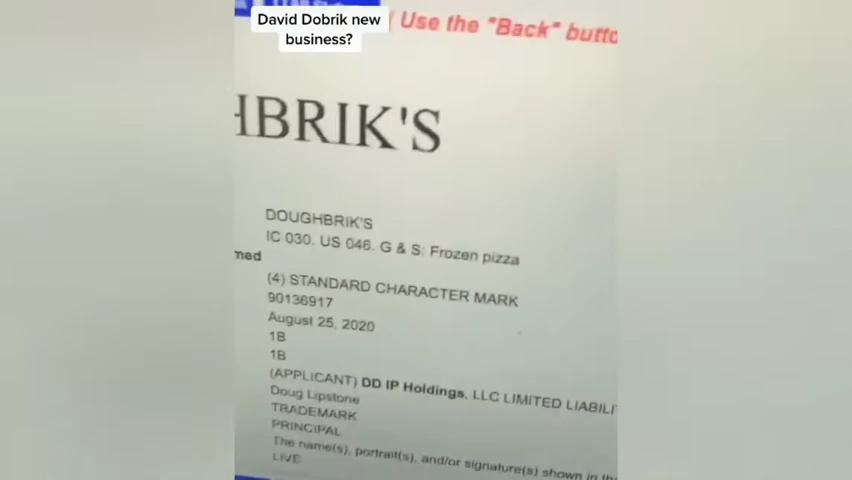 David Dobrik new
business?
Use the "Back" butto
HBRIK'S
DOUGHBRIK'S
IC 030. US 046. G & S: Frozen pizza
med
(4) STANDARD CHARACTER MARK
90136917
August 25, 2020
1B
1B
(APPLICANT) DD IP Holdings, LLC LIMITED LIABILI
Doug Lipstone
TRADEMARK
PRINCIPAL
The name(s), portrait(s), and/or signature(s) shown in the
LIVE